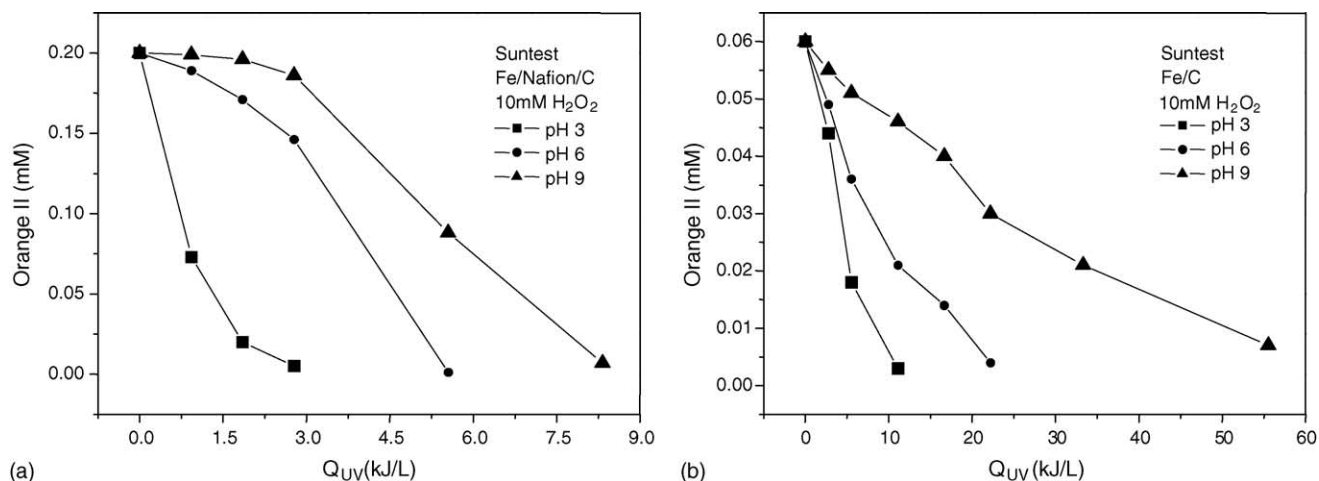 0.20
0.15
0.10
0.05
0.00
Orange II (mM)
Suntest
Fe/Nafion/C
10mM H₂O₂
pH 3
pH 6
pH 9
0.0 1.5 3.0 4.5 6.0 7.5 9.0
Q_UV(kJ/L)
(a)
0.06
0.05
0.04
0.03
0.02
0.01
0.00
Orange II (mM)
Suntest
Fe/C
10mM H₂O₂
pH 3
pH 6
pH 9
0 10 20 30 40 50 60
Q_UV(kJ/L)
(b)